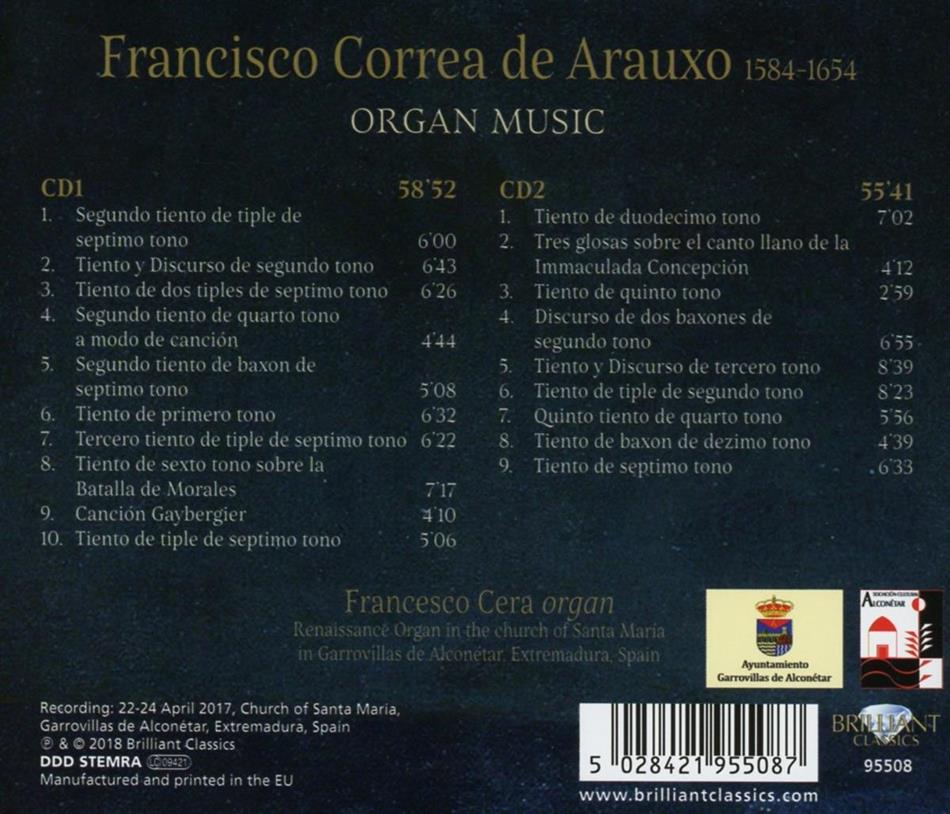 Francisco Correa de Arauxo 1584-1654
ORGAN MUSIC
CD1 58'52
1. Segundo tiento de tiple de
septimo tono 6'00
2. Tiento y Discurso de segundo tono 6'43
3. Tiento de dos tiples de septimo tono 6'26
4. Segundo tiento de quarto tono
a modo de canción 4'44
5. Segundo tiento de baxon de
septimo tono 5'08
6. Tiento de primero tono 6'32
7. Tercero tiento de tiple de septimo tono 6'22
8. Tiento de sexto tono sobre la
Batalla de Morales 7'17
9. Canción Gaybergier 4'10
10. Tiento de tiple de septimo tono 5'06
CD2 55'41
1. Tiento de duodecimo tono 7'02
2. Tres glosas sobre el canto llano de la
Immaculada Concepción 4'12
3. Tiento de quinto tono 2'59
4. Discurso de dos baxones de
segundo tono 6'55
5. Tiento y Discurso de tercero tono 8'39
6. Tiento de tiple de segundo tono 8'23
7. Quinto tiento de quarto tono 5'56
8. Tiento de baxon de dezimo tono 4'39
9. Tiento de septimo tono 6'33
Francesco Cera organ
Renaissance Organ in the church of Santa Maria
in Garrovillas de Alconétar, Extremadura, Spain
Ayuntamiento
Garrovillas de Alconétar
ASOCIACIÓN CULTURAL
ALCONÉTAR
Recording: 22-24 April 2017, Church of Santa Maria,
Garrovillas de Alconétar, Extremadura, Spain
℗ & © 2018 Brilliant Classics
DDD STEMRA LC 09421
Manufactured and printed in the EU
5 028421 955087
www.brilliantclassics.com
BRILLIANT
CLASSICS
95508